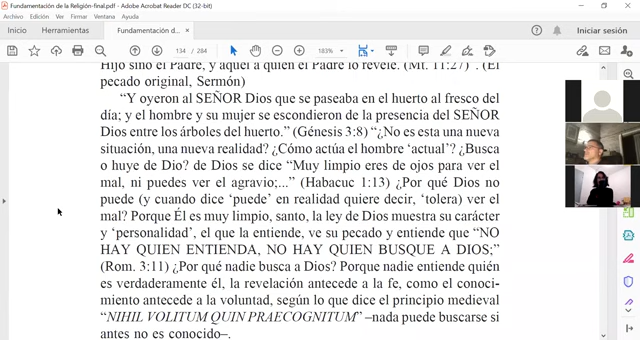 Fundamento de la Religión-final.pdf - Adobe Acrobat Reader DC (32-bit)
Archivo Edición Ver Firmar Ventana Ayuda
Inicio Herramientas Fundamento de la R... × Iniciar sesión
134 / 284 183%
Hijo sino el Padre, y aquel a quien el Padre lo revele. (Mt. 11:27)”. (El
pecado original, Sermón)
“Y oyeron al SEÑOR Dios que se paseaba en el huerto al fresco del
día; y el hombre y su mujer se escondieron de la presencia del SEÑOR
Dios entre los árboles del huerto.” (Génesis 3:8) “¿No es esta una nueva
situación, una nueva realidad? ¿Cómo actúa el hombre ‘actual’? ¿Busca
o huye de Dio? de Dios se dice “Muy limpio eres de ojos para ver el
mal, ni puedes ver el agravio;...” (Habacuc 1:13) ¿Por qué Dios no
puede (y cuando dice ‘puede’ en realidad quiere decir, ‘tolera) ver el
mal? Porque Él es muy limpio, santo, la ley de Dios muestra su carácter
y ‘personalidad’, el que la entiende, ve su pecado y entiende que “NO
HAY QUIEN ENTIENDA, NO HAY QUIEN BUSQUE A DIOS;”
(Rom. 3:11) ¿Por qué nadie busca a Dios? Porque nadie entiende quién
es verdaderamente él, la revelación antecede a la fe, como el conoci-
miento antecede a la voluntad, según lo que dice el principio medieval
“NIHIL VOLITUM QUIN PRAECOGNITUM” –nada puede buscarse si
antes no es conocido–.